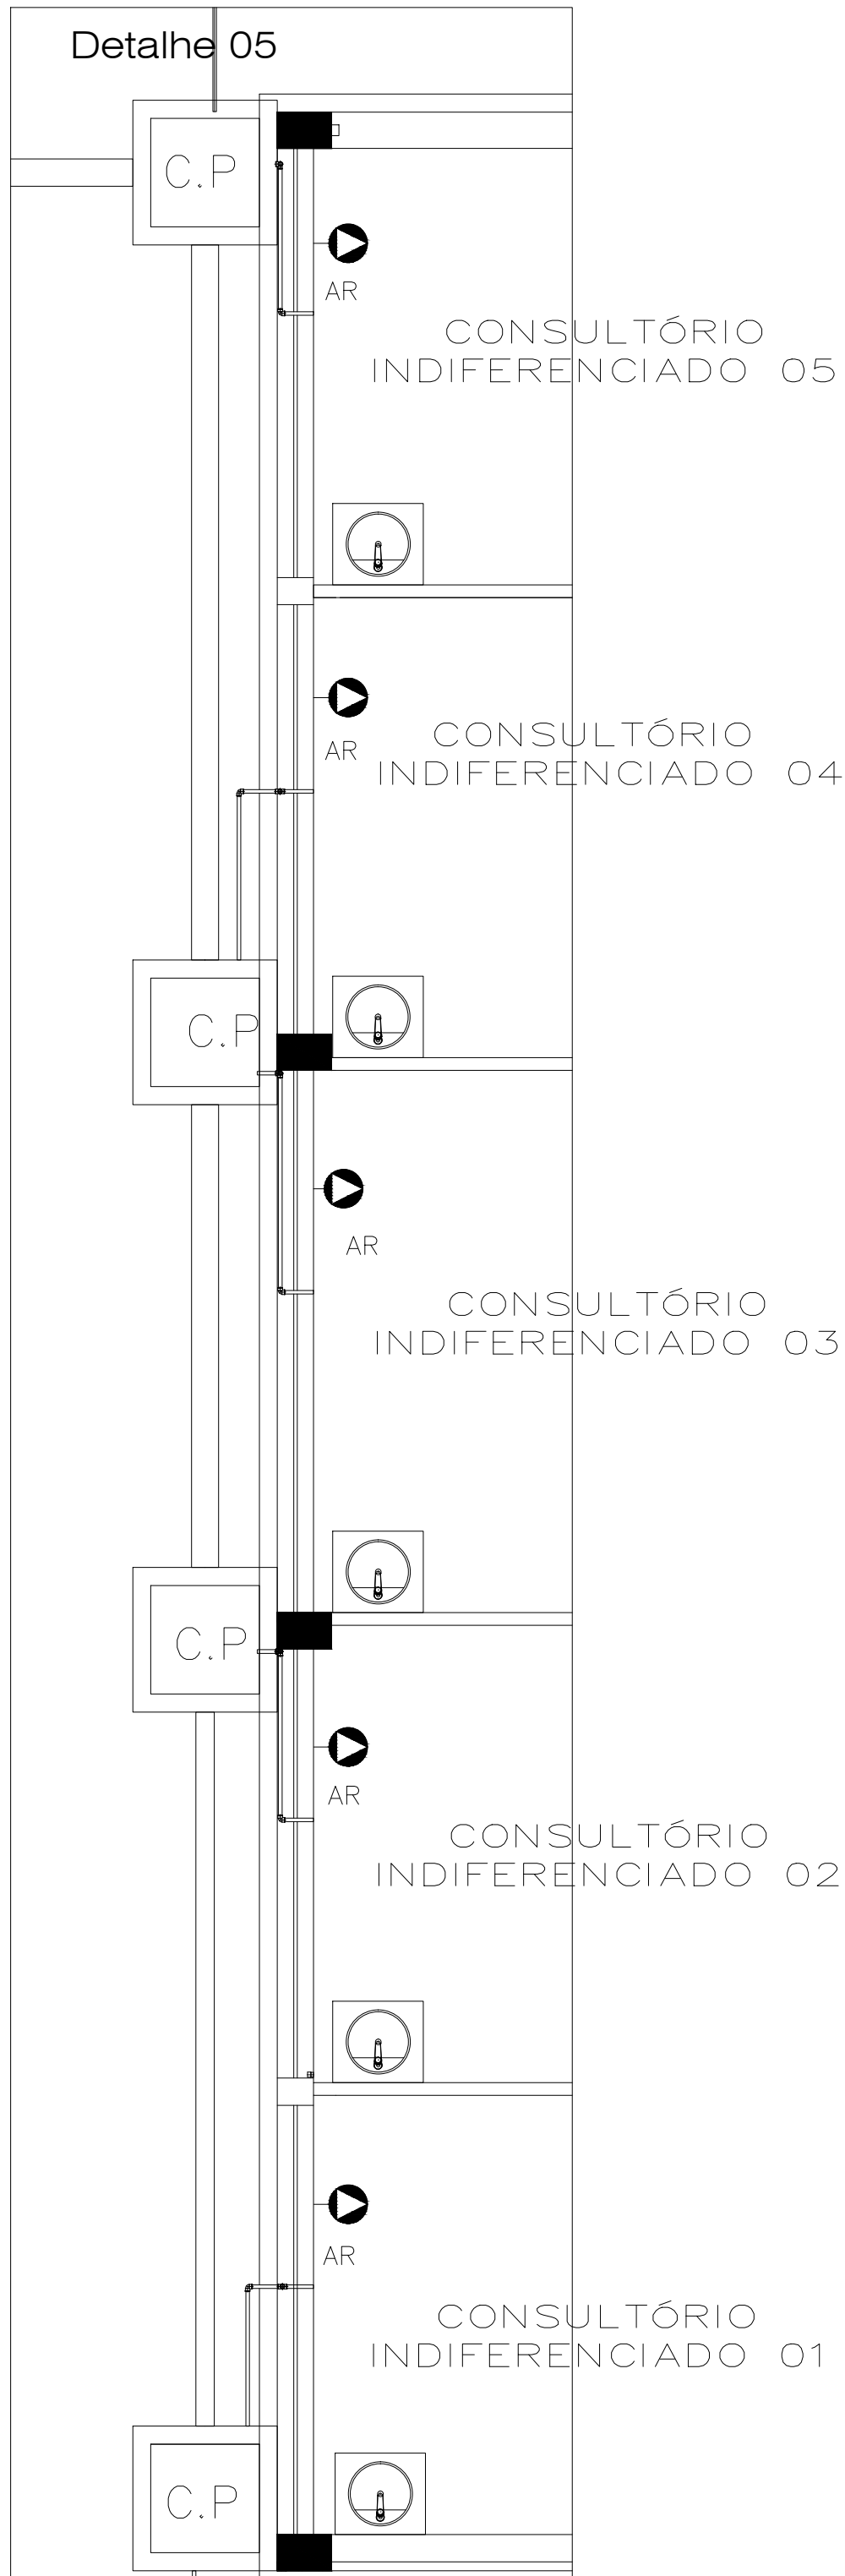 Detalhe 05
C.P
AR
CONSULTÓRIO
INDIFERENCIADO 05
AR
CONSULTÓRIO
INDIFERENCIADO 04
C.P
AR
CONSULTÓRIO
INDIFERENCIADO 03
C.P
AR
CONSULTÓRIO
INDIFERENCIADO 02
AR
CONSULTÓRIO
INDIFERENCIADO 01
C.P